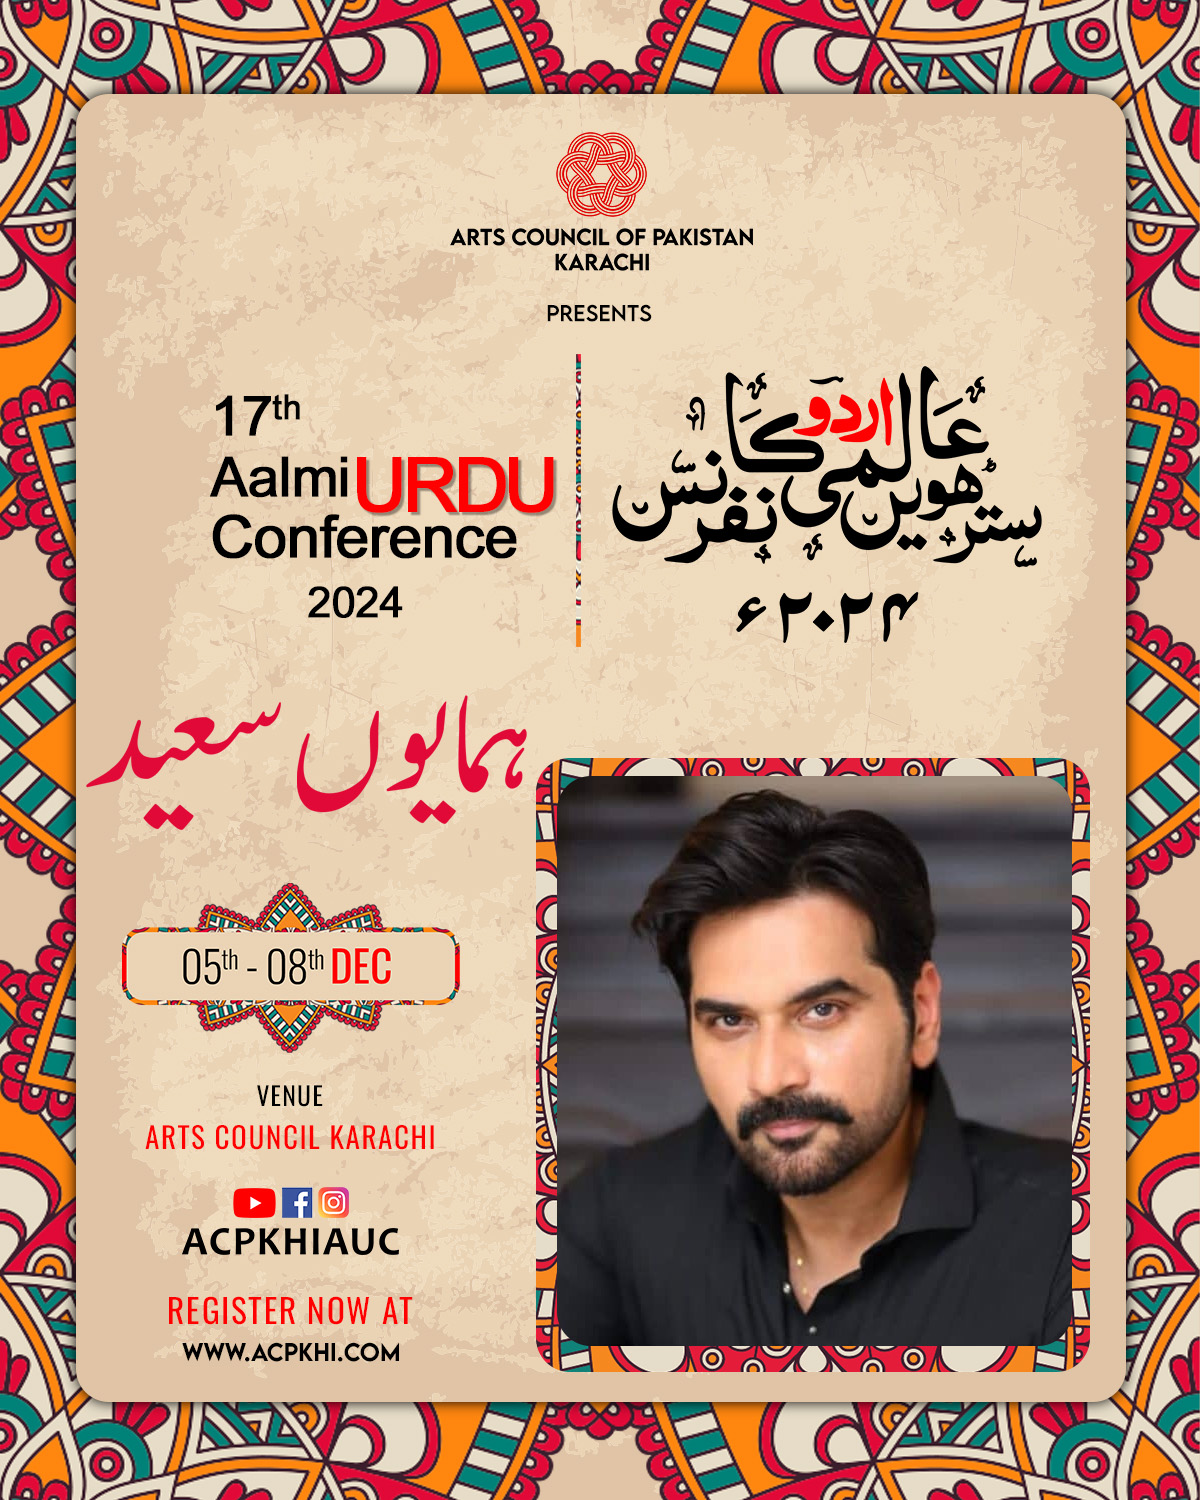 ARTS COUNCIL OF PAKISTAN
KARACHI
PRESENTS
17th
Aalmi URDU
Conference
2024
سترھویں عالمی اردو کانفرنس
۲۰۲۴ء
ہمایوں سعید
05th - 08th DEC
VENUE
ARTS COUNCIL KARACHI
ACPKHIAUC
REGISTER NOW AT
WWW.ACPKHI.COM